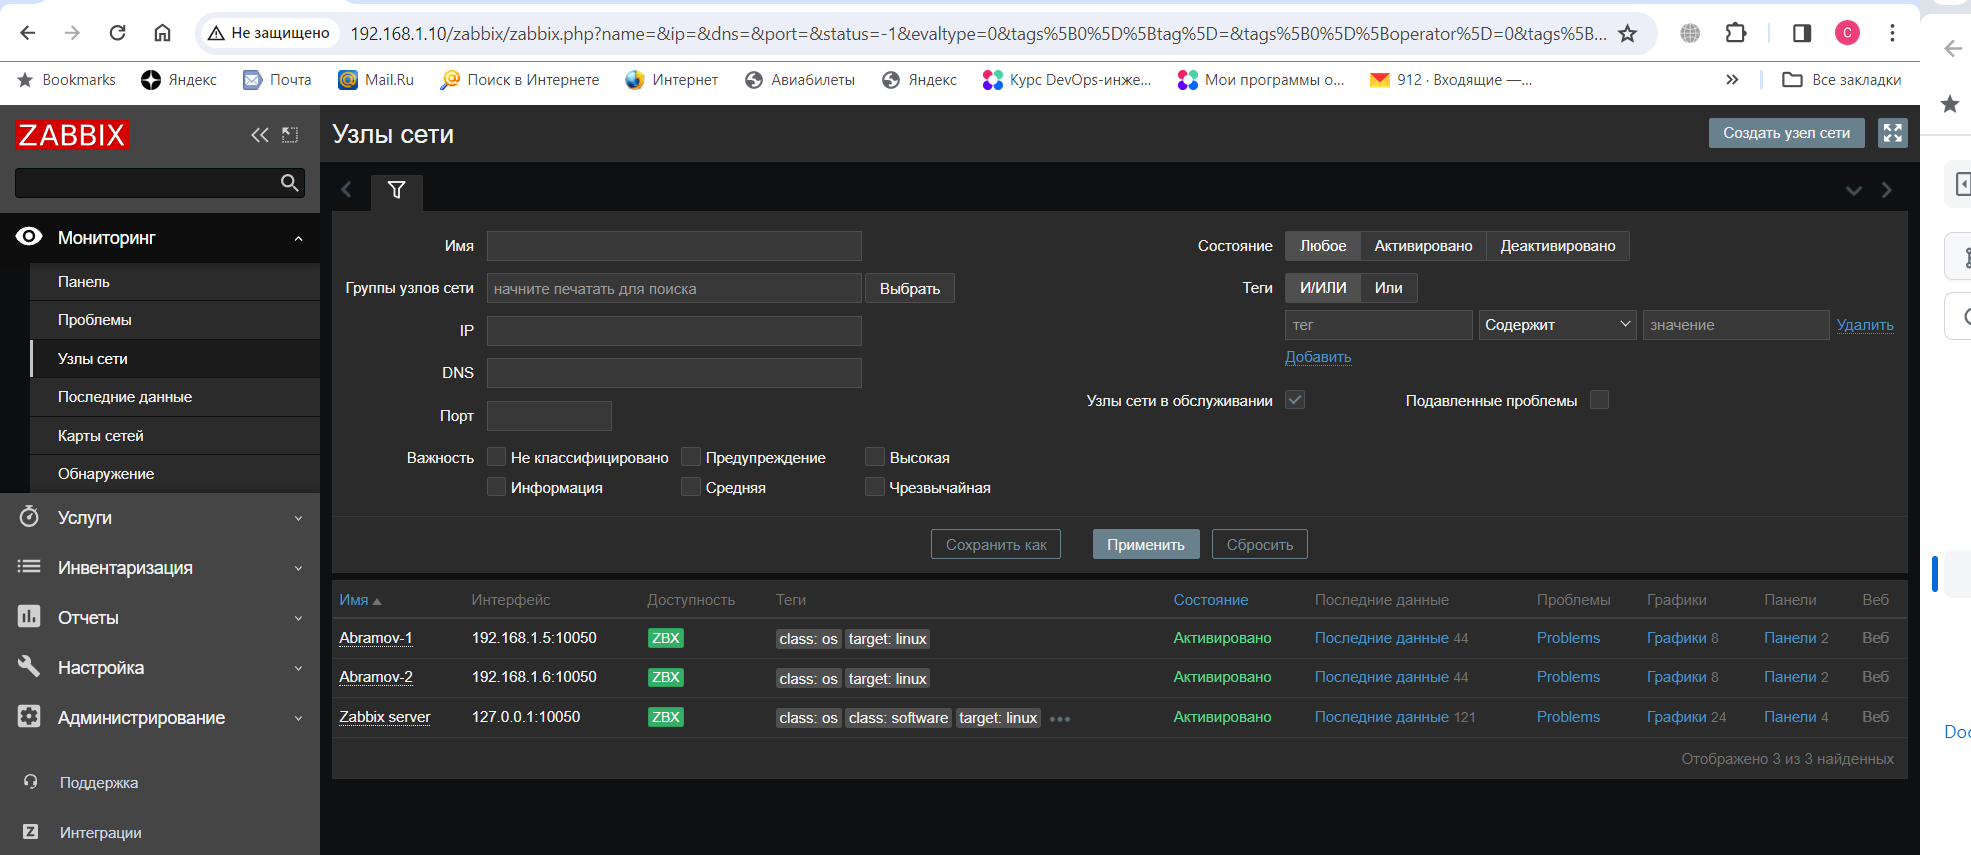 Не защищено 192.168.1.10/zabbix/zabbix.php?name=&ip=&dns=&port=&status=-1&evaltype=0&tags%5B0%5D%5Btag%5D=&tags%5B0%5D%5Boperator%5D=0&tags%5B... C
Bookmarks Яндекс Почта Mail.Ru Поиск в Интернете Интернет Авиабилеты Яндекс Курс DevOps-инже... Мои программы о... 912 · Входящие —... » Все закладки
ZABBIX
Узлы сети
Создать узел сети
Мониторинг
Панель
Проблемы
Узлы сети
Последние данные
Карты сетей
Обнаружение
Услуги
Инвентаризация
Отчеты
Настройка
Администрирование
Поддержка
Z Интеграции
Имя
Группы узлов сети начните печатать для поиска Выбрать
IP
DNS
Порт
Важность Не классифицировано Предупреждение Высокая
Информация Средняя Чрезвычайная
Состояние Любое Активировано Деактивировано
Теги И/ИЛИ Или
тег Содержит значение Удалить
Добавить
Узлы сети в обслуживании Подавленные проблемы
Сохранить как Применить Сбросить
Имя Интерфейс Доступность Теги Состояние Последние данные Проблемы Графики Панели Веб
Abramov-1 192.168.1.5:10050 ZBX class: os target: linux Активировано Последние данные 44 Problems Графики 8 Панели 2 Веб
Abramov-2 192.168.1.6:10050 ZBX class: os target: linux Активировано Последние данные 44 Problems Графики 8 Панели 2 Веб
Zabbix server 127.0.0.1:10050 ZBX class: os class: software target: linux ••• Активировано Последние данные 121 Problems Графики 24 Панели 4 Веб
Отображено 3 из 3 найденных